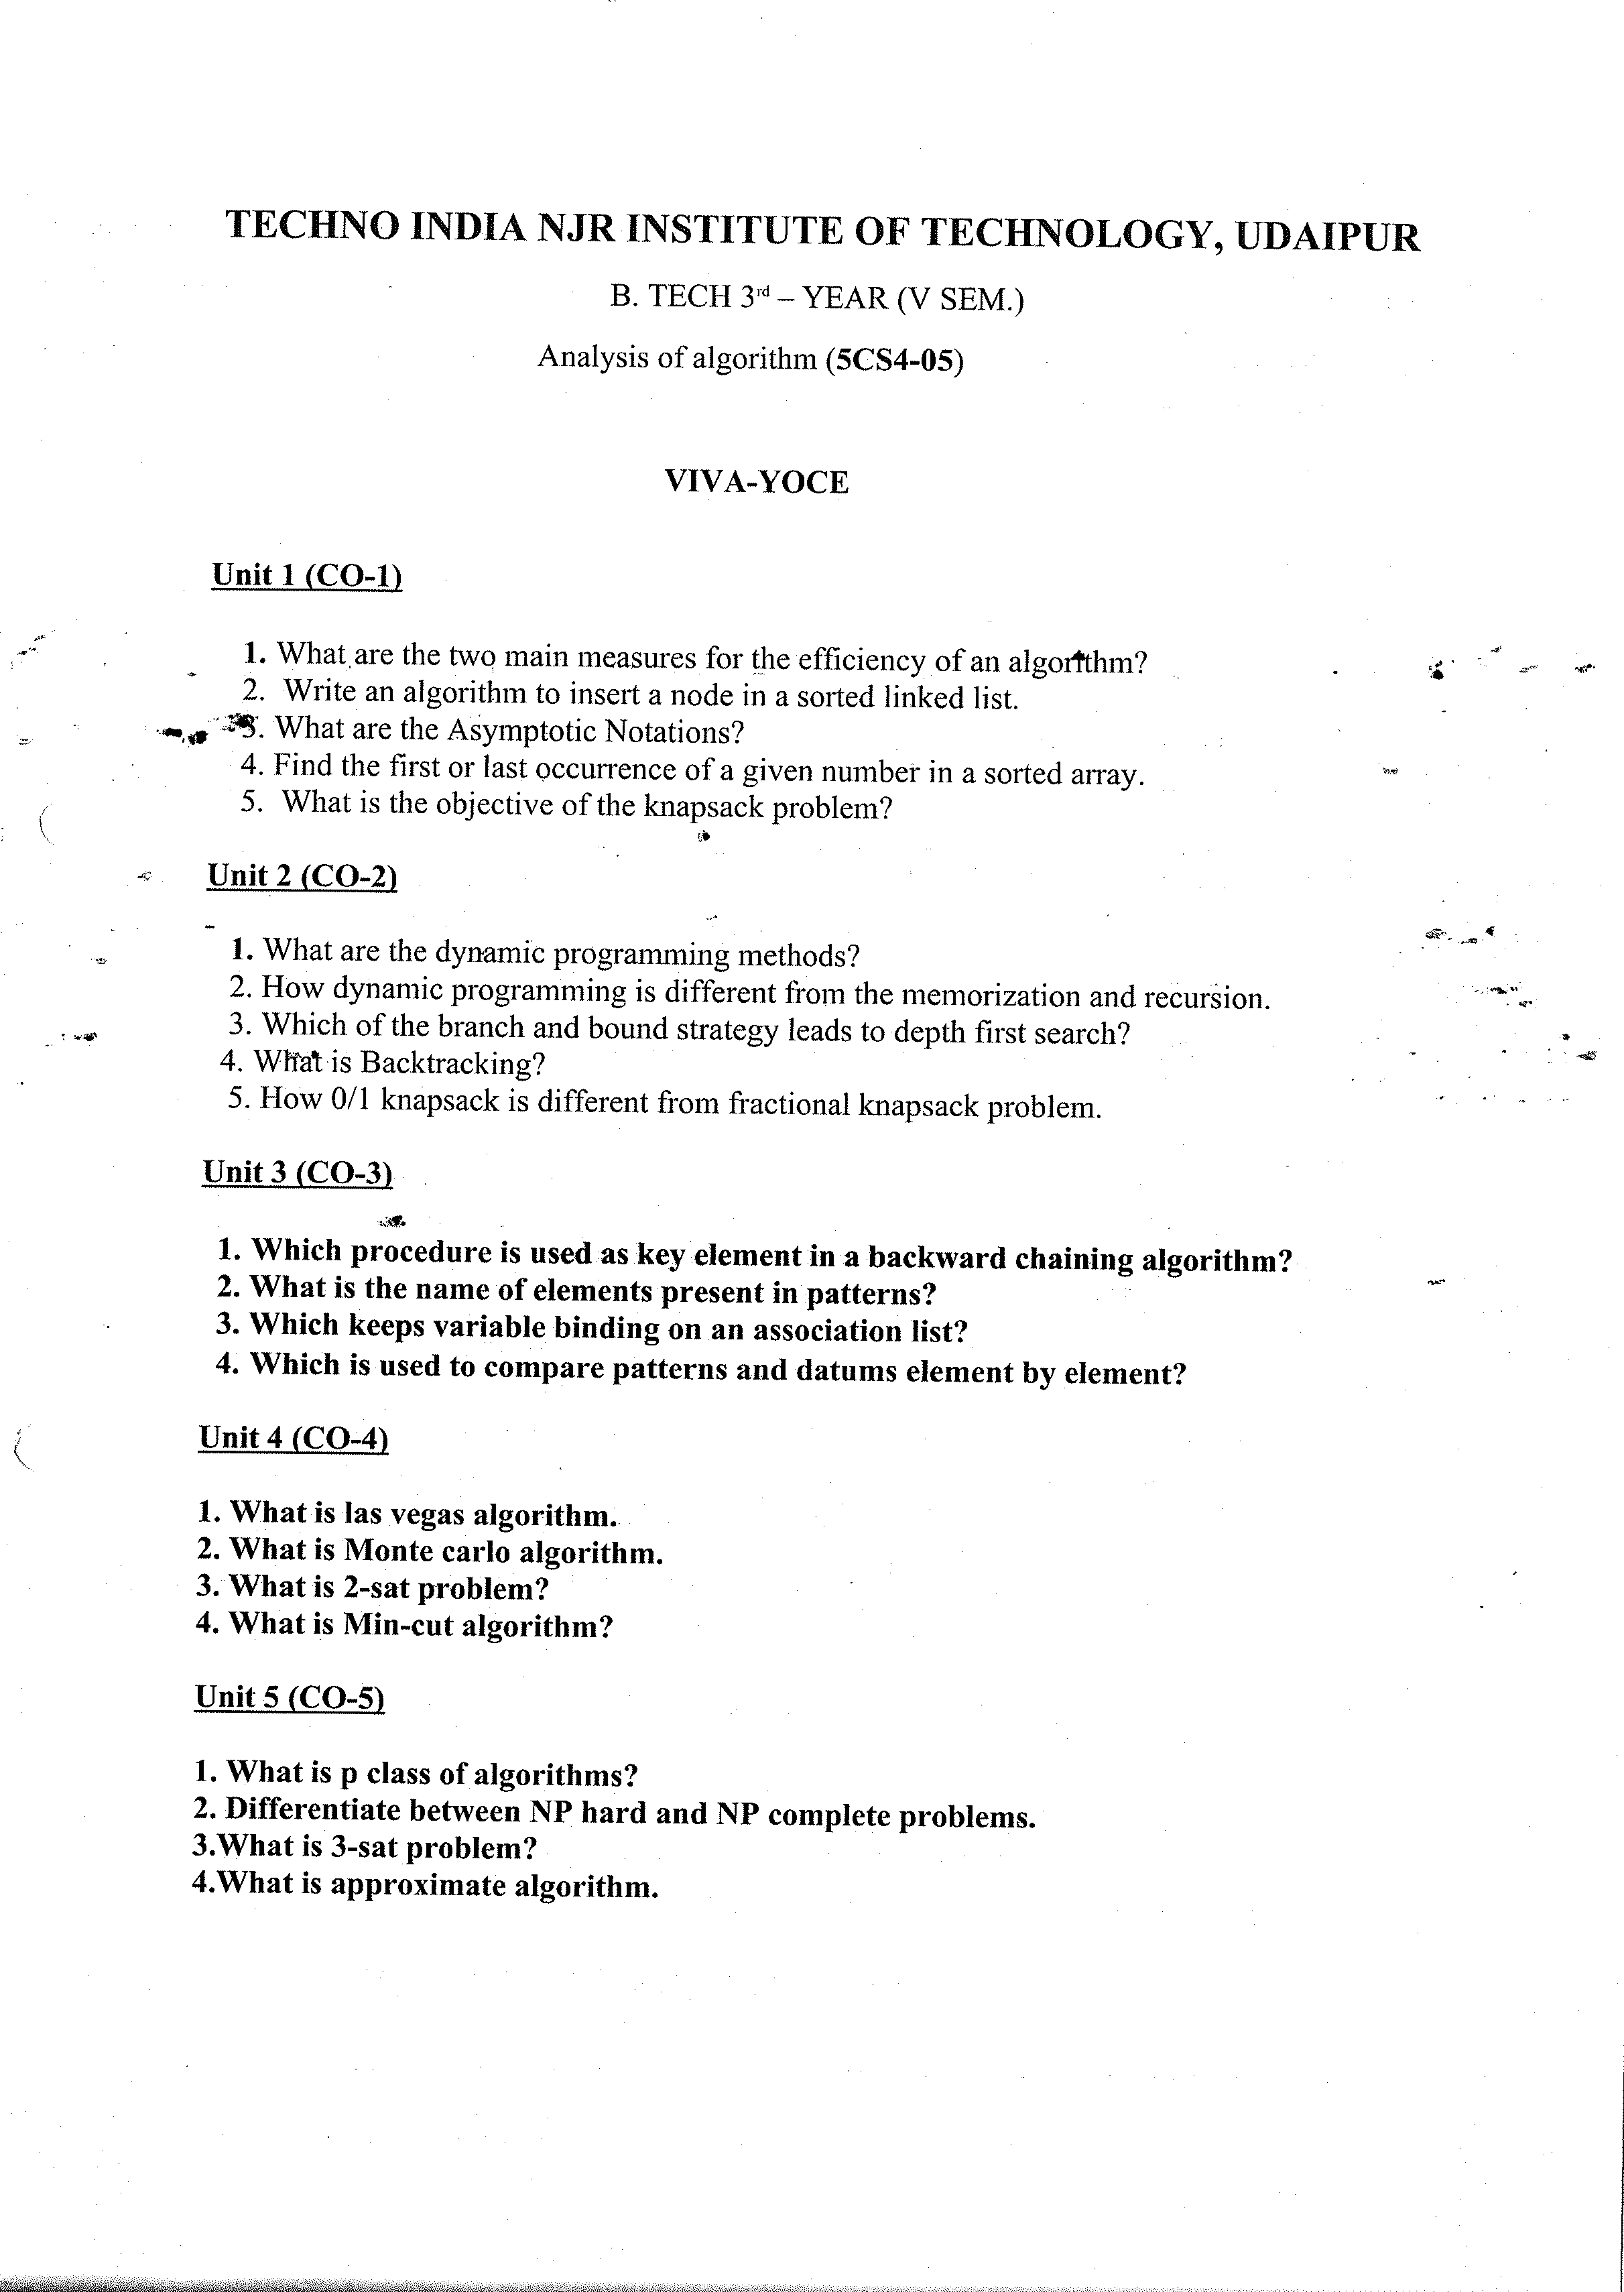 TECHNO INDIA NJR INSTITUTE OF TECHNOLOGY, UDAIPUR
B. TECH 3rd – YEAR (V SEM.)
Analysis of algorithm (5CS4-05)
VIVA-YOCE
Unit 1 (CO-1)
1. What are the two main measures for the efficiency of an algorithm?
2. Write an algorithm to insert a node in a sorted linked list.
3. What are the Asymptotic Notations?
4. Find the first or last occurrence of a given number in a sorted array.
5. What is the objective of the knapsack problem?
Unit 2 (CO-2)
1. What are the dynamic programming methods?
2. How dynamic programming is different from the memorization and recursion.
3. Which of the branch and bound strategy leads to depth first search?
4. What is Backtracking?
5. How 0/1 knapsack is different from fractional knapsack problem.
Unit 3 (CO-3)
1. Which procedure is used as key element in a backward chaining algorithm?
2. What is the name of elements present in patterns?
3. Which keeps variable binding on an association list?
4. Which is used to compare patterns and datums element by element?
Unit 4 (CO-4)
1. What is las vegas algorithm.
2. What is Monte carlo algorithm.
3. What is 2-sat problem?
4. What is Min-cut algorithm?
Unit 5 (CO-5)
1. What is p class of algorithms?
2. Differentiate between NP hard and NP complete problems.
3.What is 3-sat problem?
4.What is approximate algorithm.